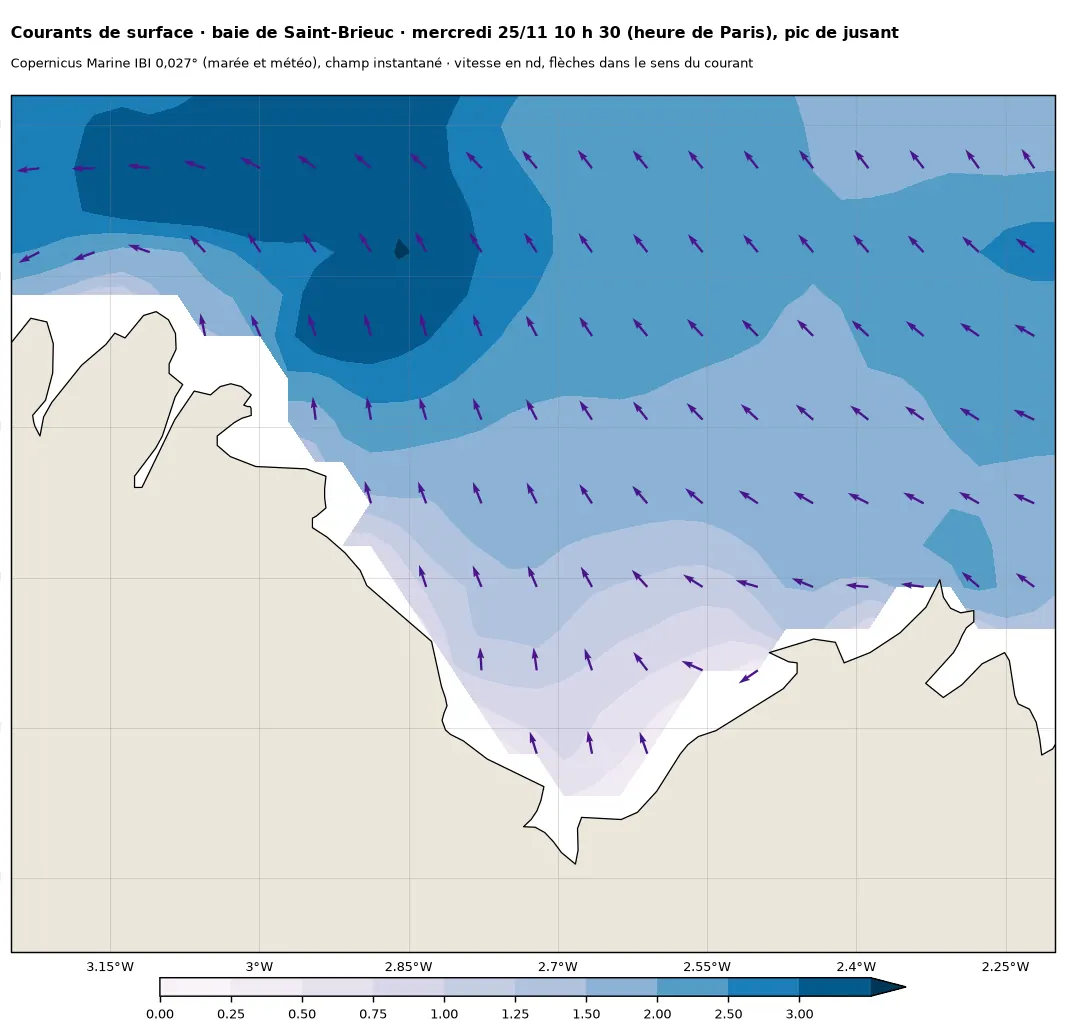 Courants de surface · baie de Saint-Brieuc · mercredi 25/11 10 h 30 (heure de Paris), pic de jusant
Copernicus Marine IBI 0,027° (marée et météo), champ instantané · vitesse en nd, flèches dans le sens du courant
3.15°W 3°W 2.85°W 2.7°W 2.55°W 2.4°W 2.25°W
0.00 0.25 0.50 0.75 1.00 1.25 1.50 2.00 2.50 3.00